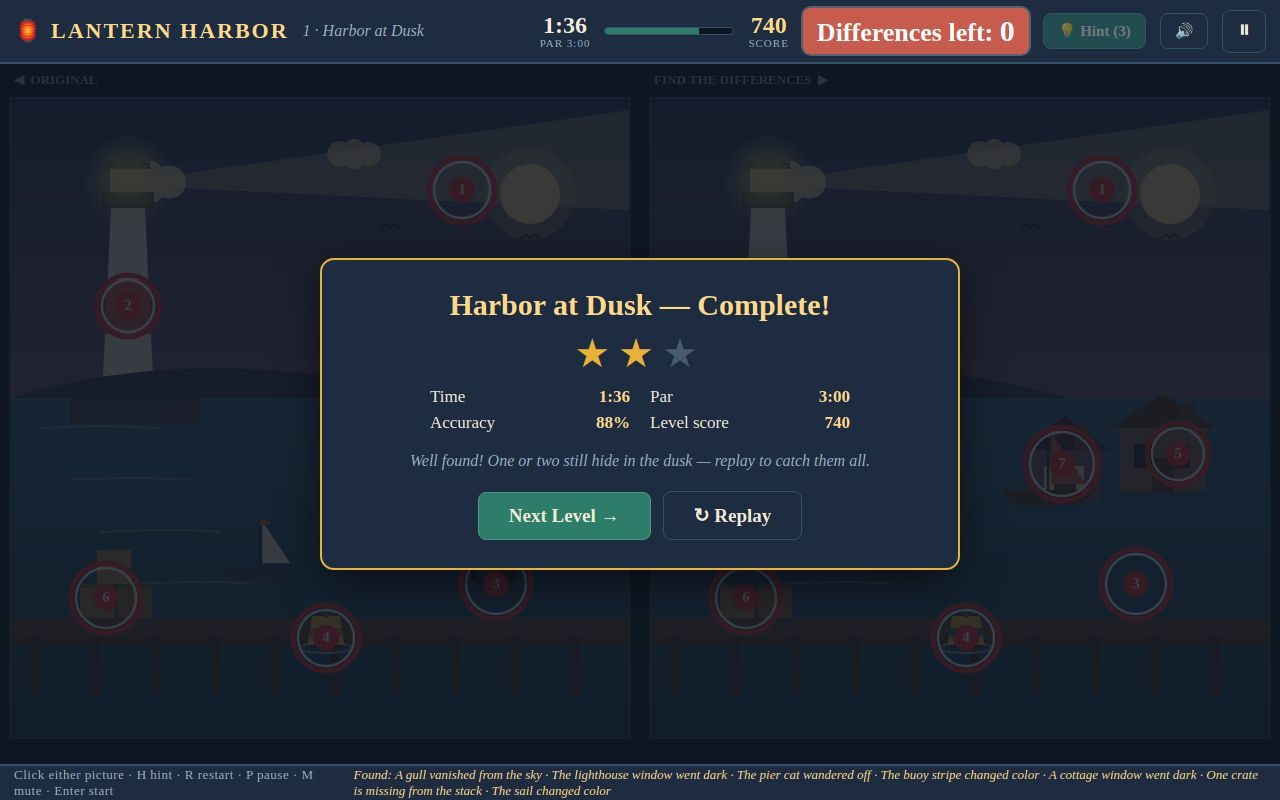 LANTERN HARBOR
1 · Harbor at Dusk
1:36
PAR 3:00
740
SCORE
Differences left: 0
Hint (3)
◀ ORIGINAL
FIND THE DIFFERENCES ▶
1
1
2
Harbor at Dusk — Complete!
Time 1:36 Par 3:00
Accuracy 88% Level score 740
Well found! One or two still hide in the dusk — replay to catch them all.
Next Level →
↻ Replay
7
5
6
3
4
6
3
4
Click either picture · H hint · R restart · P pause · M
mute · Enter start
Found: A gull vanished from the sky · The lighthouse window went dark · The pier cat wandered off · The buoy stripe changed color · A cottage window went dark · One crate
is missing from the stack · The sail changed color